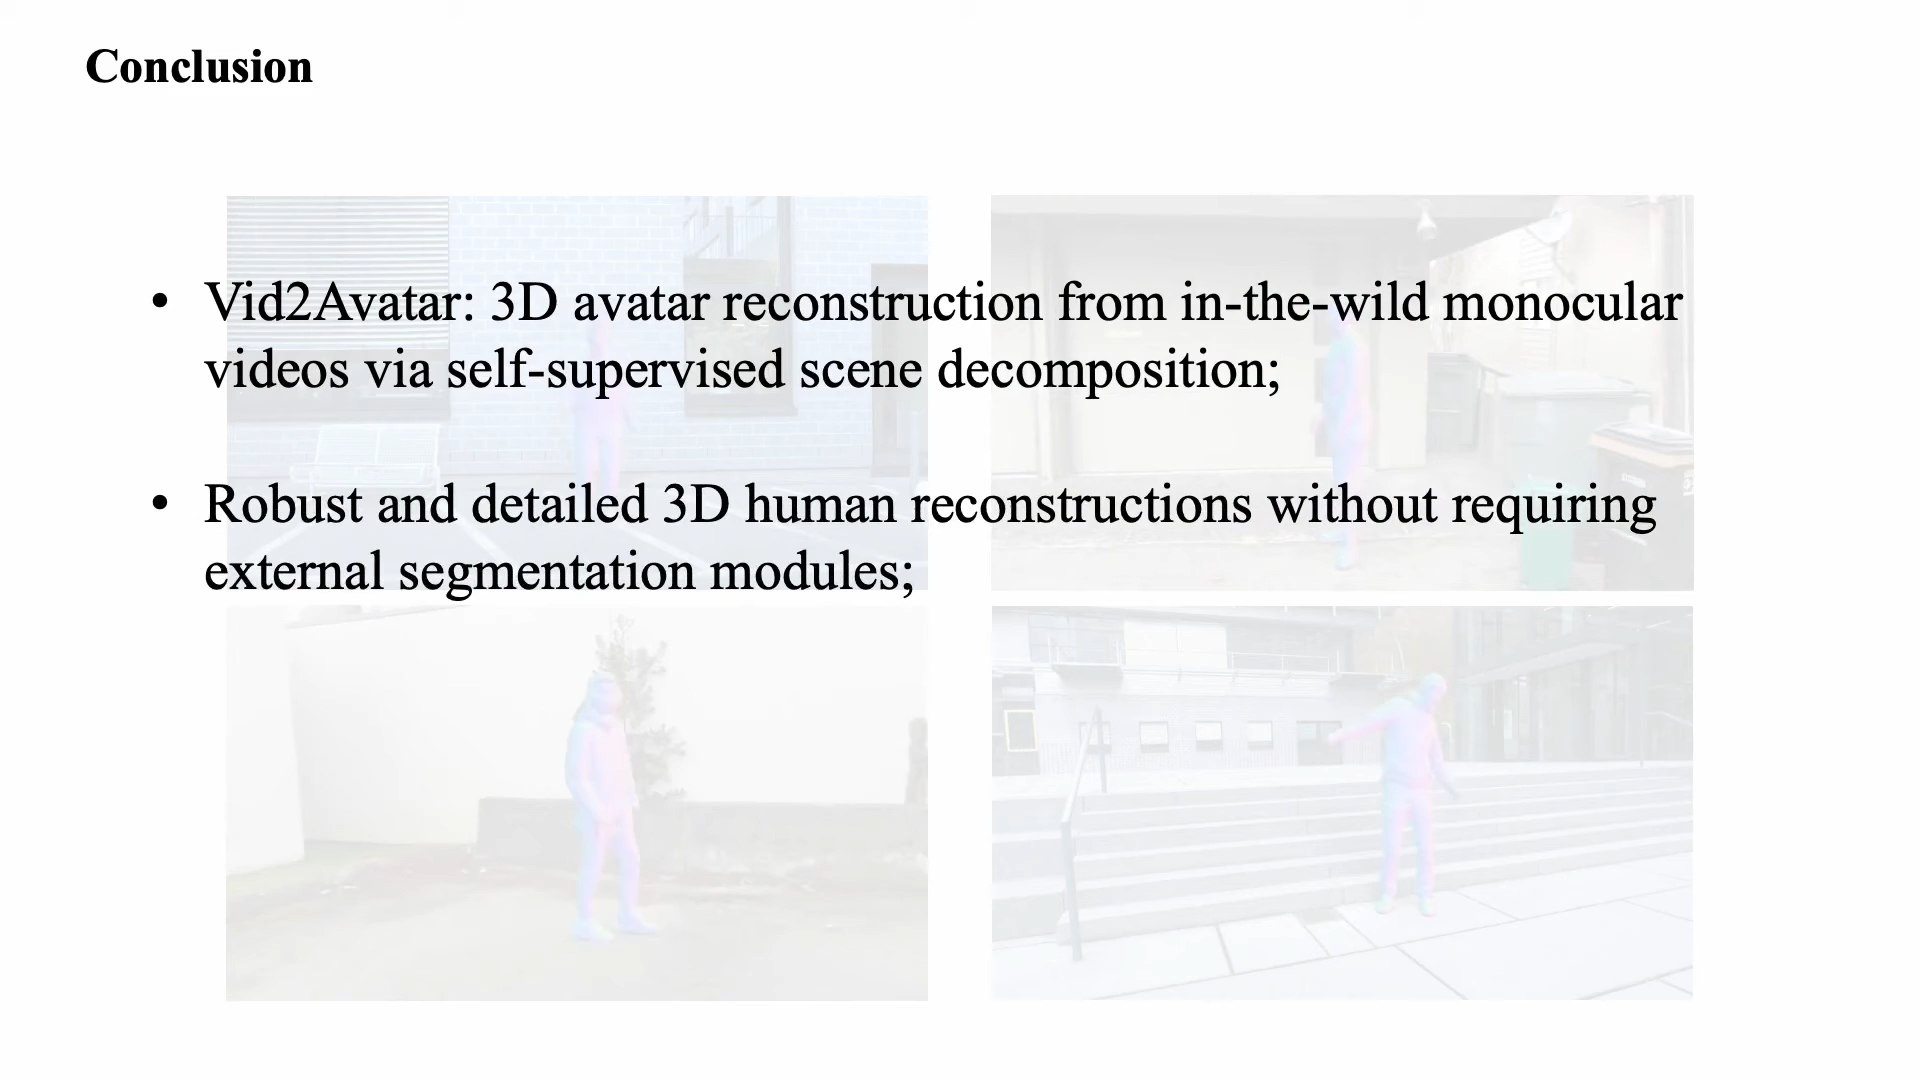 Conclusion
• Vid2Avatar: 3D avatar reconstruction from in-the-wild monocular
videos via self-supervised scene decomposition;
• Robust and detailed 3D human reconstructions without requiring
external segmentation modules;